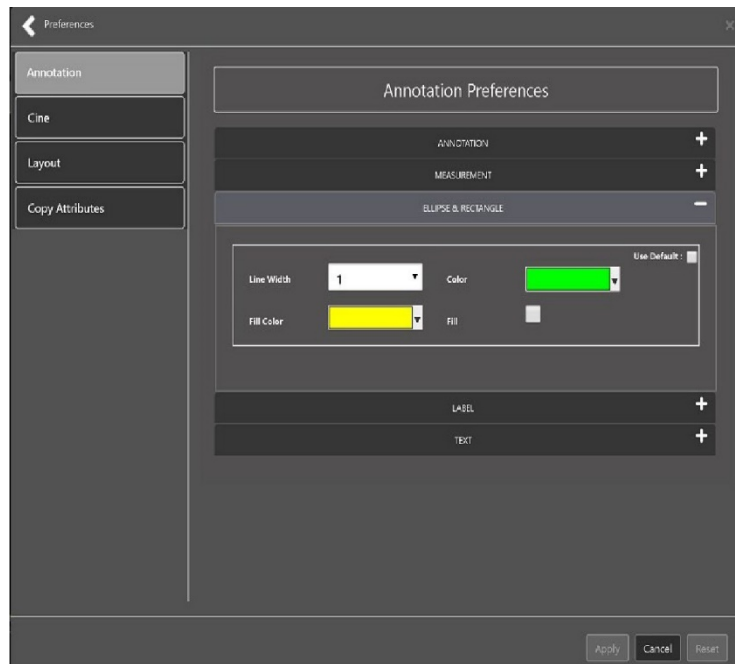 Preferences
Annotation
Cine
Layout
Copy Attributes
Annotation Preferences
ANNOTATION
MEASUREMENT
ELLIPSE & RECTANGLE
Use Default :
Line Width 1 Color
Fill Color Fill
LABEL
TEXT
Apply Cancel Reset